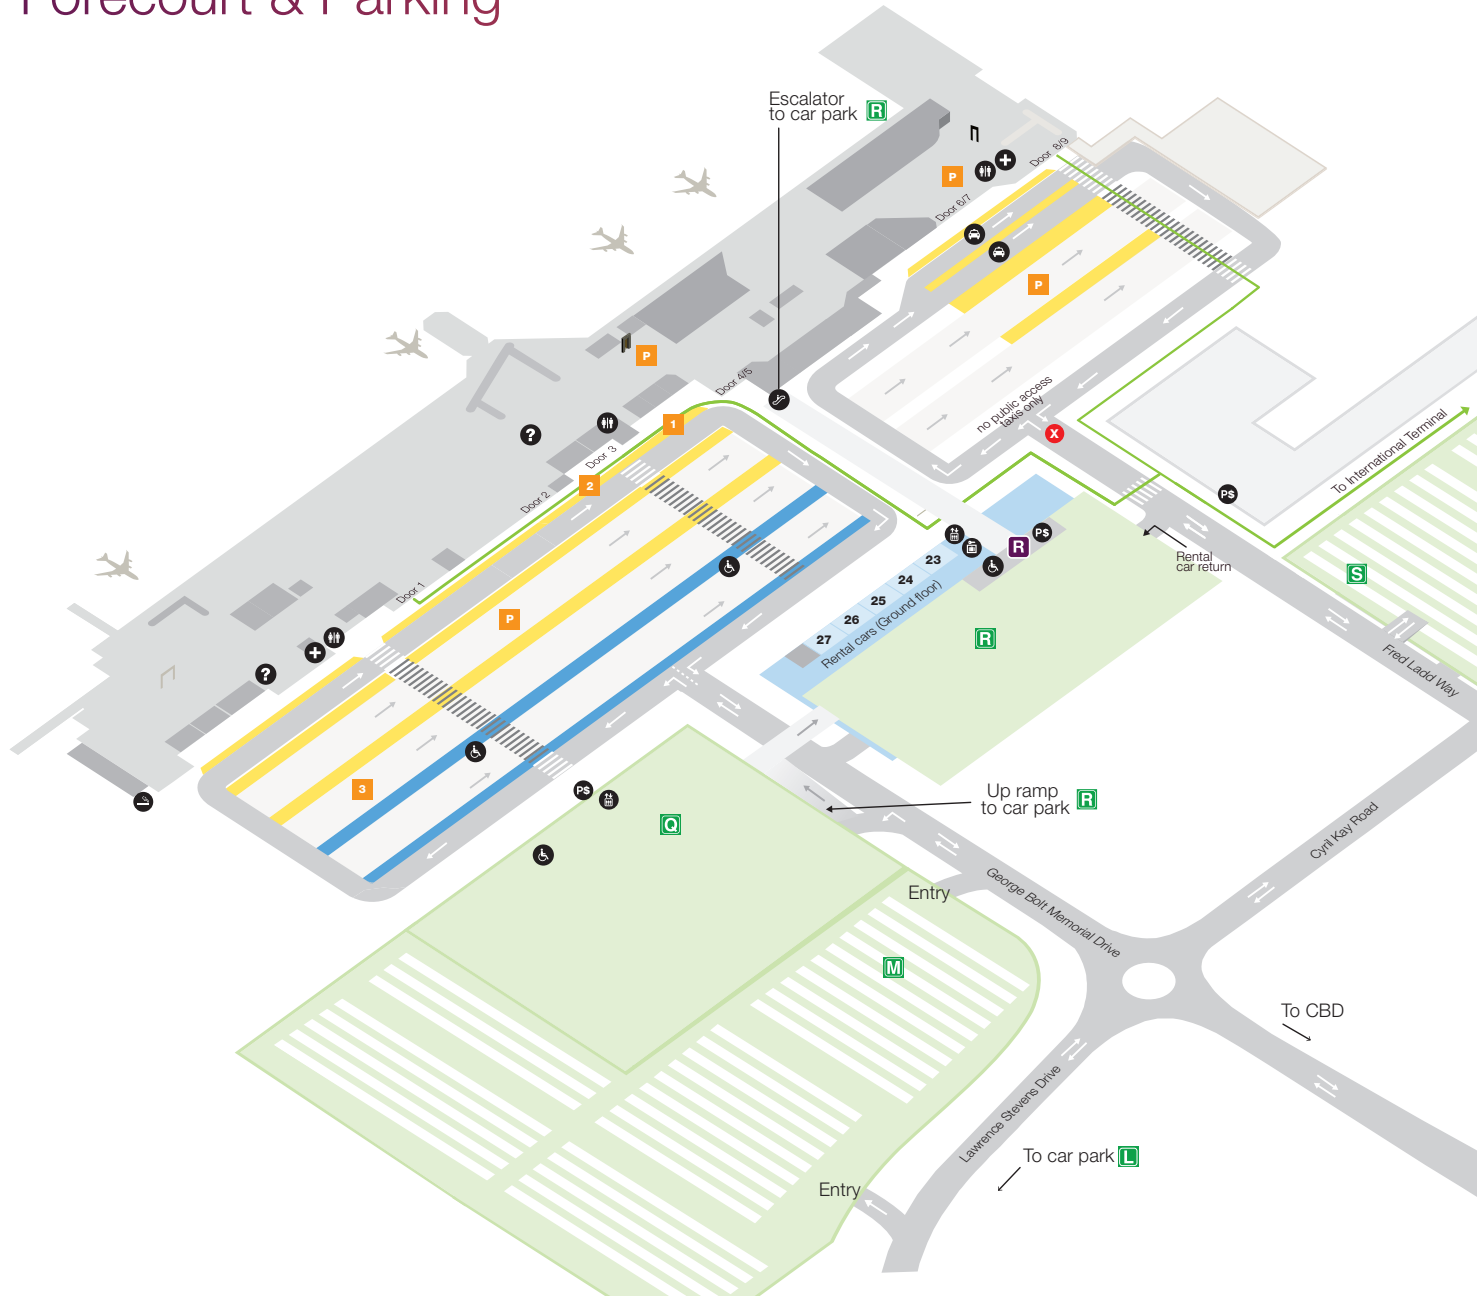 Forecourt & Parking
Escalator
to car park R
Door 8/9
P
Door 6/7
P
P
Door 4/5
no public access
taxis only
X
1
?
Door 3
2
Door 2
To International Terminal
P$
P$
R
Rental
car return
S
23
24
25
26
27
Rental cars (Ground floor)
R
Door 1
P
?
Fred Ladd Way
3
P$
Q
Up ramp
to car park R
Cyril Kay Road
Entry
George Bolt Memorial Drive
M
To CBD
Lawrence Stevens Drive
To car park L
Entry